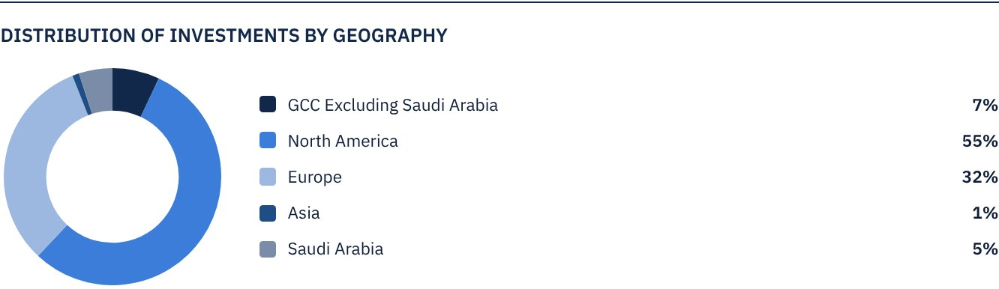 DISTRIBUTION OF INVESTMENTS BY GEOGRAPHY
GCC Excluding Saudi Arabia 7%
North America 55%
Europe 32%
Asia 1%
Saudi Arabia 5%